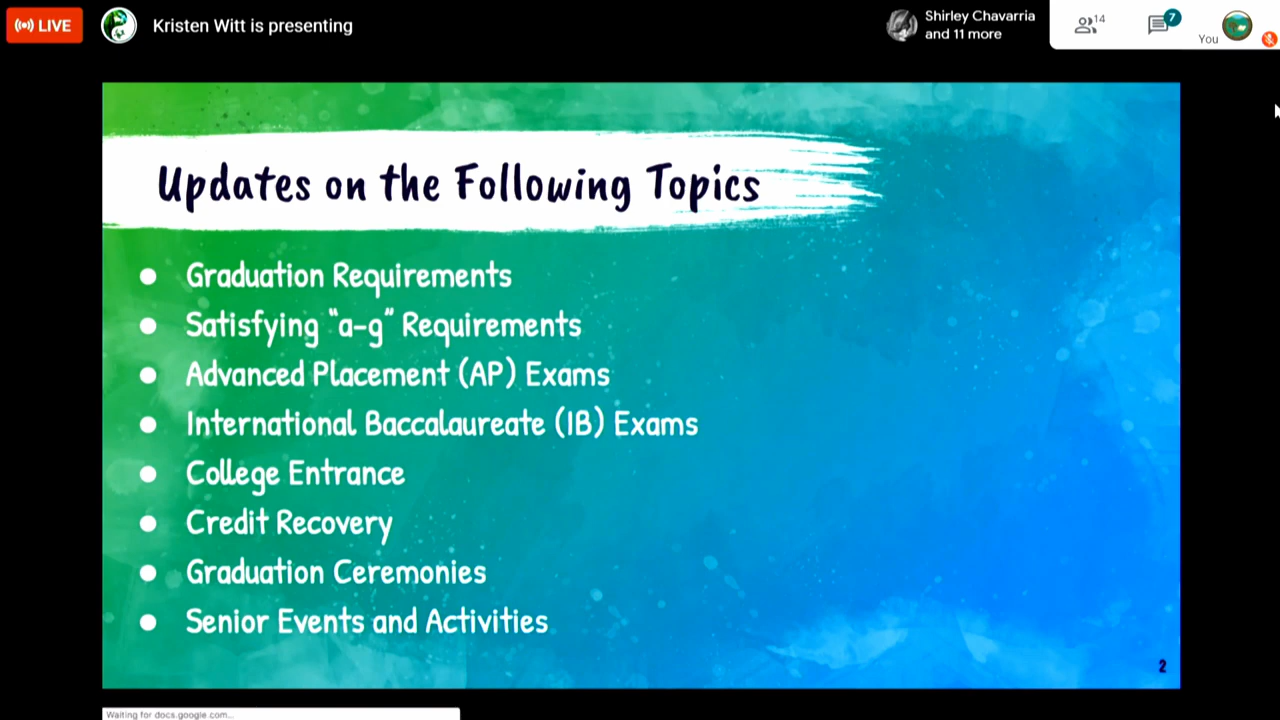 LIVE
Kristen Witt is presenting
Shirley Chavarria
and 11 more
14
7
You
Updates on the Following Topics
● Graduation Requirements
● Satisfying "a-g" Requirements
● Advanced Placement (AP) Exams
● International Baccalaureate (IB) Exams
● College Entrance
● Credit Recovery
● Graduation Ceremonies
● Senior Events and Activities
2
Waiting for docs.google.com...